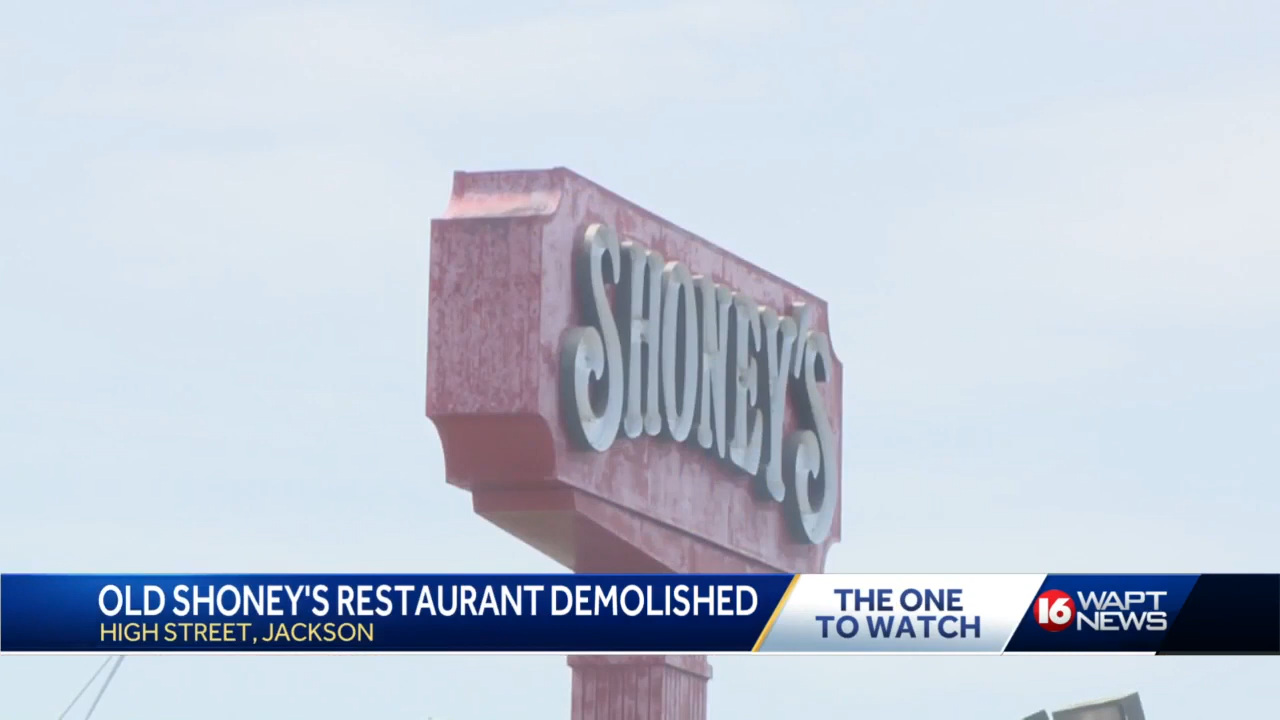 SHONEY'S
OLD SHONEY'S RESTAURANT DEMOLISHED
HIGH STREET, JACKSON
THE ONE
TO WATCH
16 WAPT
NEWS